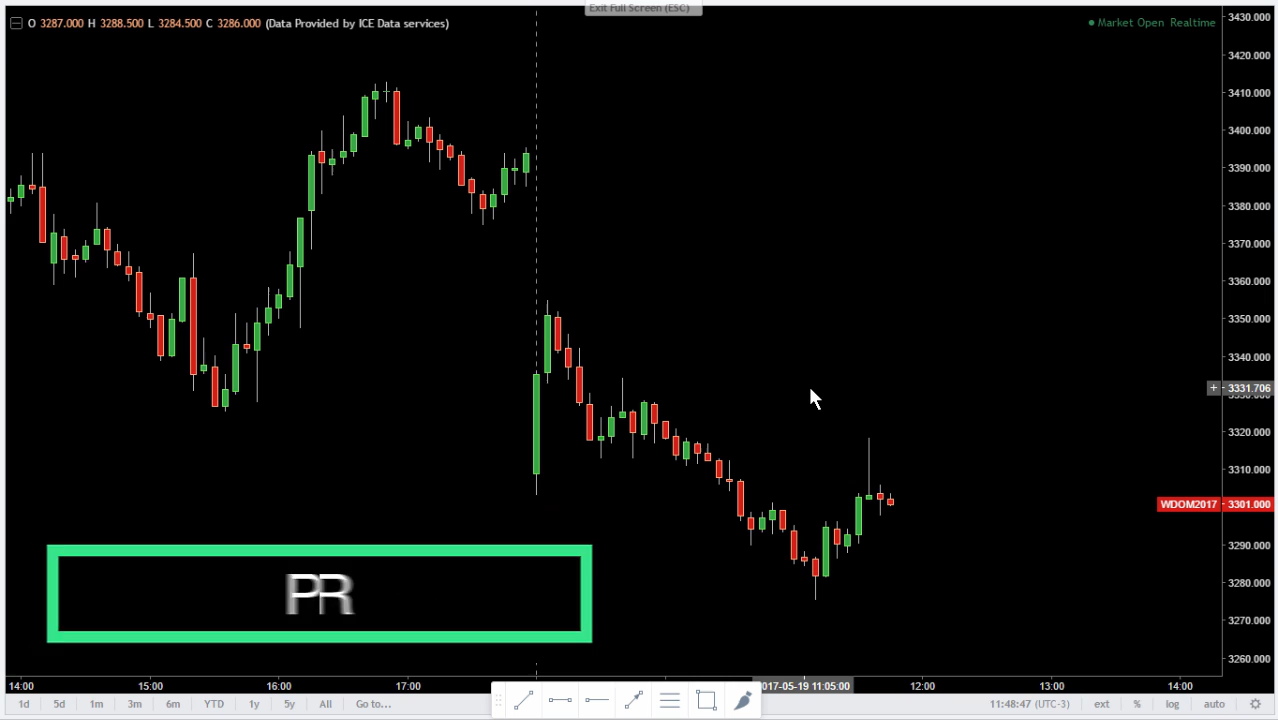 Exit Full Screen (ESC)
O 3287.000 H 3288.500 L 3284.500 C 3286.000 (Data Provided by ICE Data services)
Market Open Realtime
3430.000
3420.000
3410.000
3400.000
3390.000
3380.000
3370.000
3360.000
3350.000
3340.000
+ 3331.706
3320.000
3310.000
WDOM2017 3301.000
3290.000
3280.000
3270.000
3260.000
PR
14:00 15:00 16:00 17:00 2017-05-19 11:05:00 12:00 13:00 14:00
1d 5d 1m 3m 6m YTD 1y 5y All Go to... 11:48:47 (UTC-3) ext % log auto